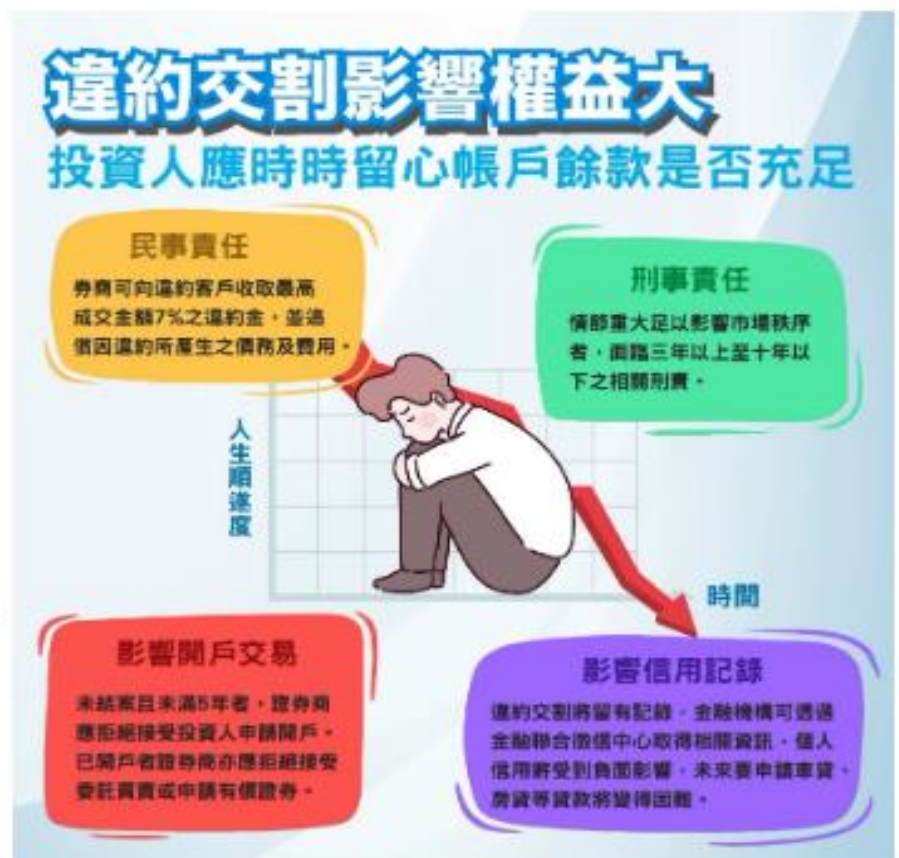 違約交割影響權益大
投資人應時時留心帳戶餘款是否充足
民事責任
券商可向違約客戶收取最高
成交金額7%之違約金，並追
償因違約所產生之債務及費用。
刑事責任
情節重大足以影響市場秩序
者，面臨三年以上至十年以
下之相關刑責。
人生順遂度
時間
影響開戶交易
未結案且未滿5年者，證券商
應拒絕接受投資人申請開戶。
已開戶者證券商亦應拒絕接受
委託買賣或申請有價證券。
影響信用記錄
違約交割將留有記錄，金融機構可透過
金融聯合徵信中心取得相關資訊，個人
信用將受到負面影響，未來要申請車貸、
房貸等貸款將變得困難。